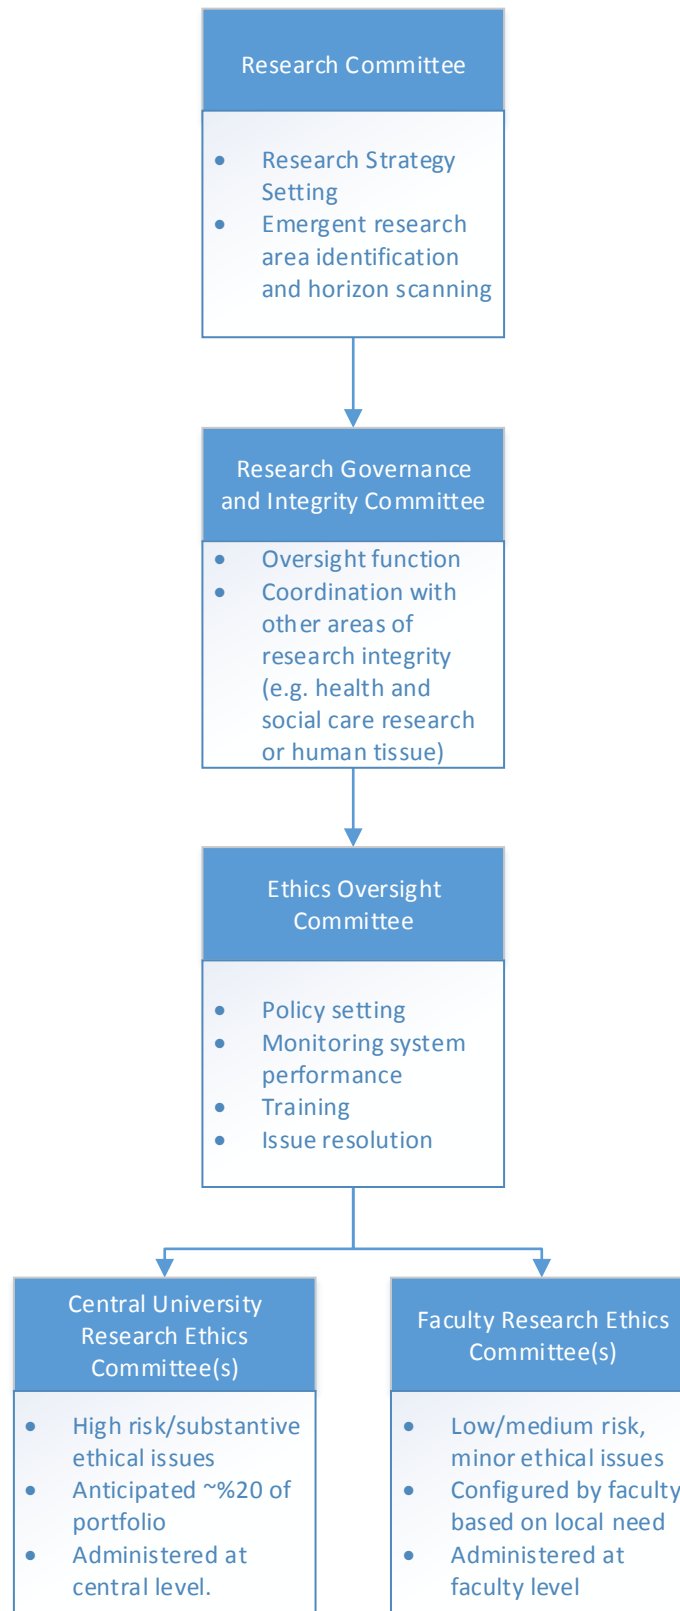 Research Committee
• Research Strategy
Setting
• Emergent research
area identification
and horizon scanning
Research Governance
and Integrity Committee
• Oversight function
• Coordination with
other areas of
research integrity
(e.g. health and
social care research
or human tissue)
Ethics Oversight
Committee
• Policy setting
• Monitoring system
performance
• Training
• Issue resolution
Central University
Research Ethics
Committee(s)
• High risk/substantive
ethical issues
• Anticipated ~%20 of
portfolio
• Administered at
central level.
Faculty Research Ethics
Committee(s)
• Low/medium risk,
minor ethical issues
• Configured by faculty
based on local need
• Administered at
faculty level